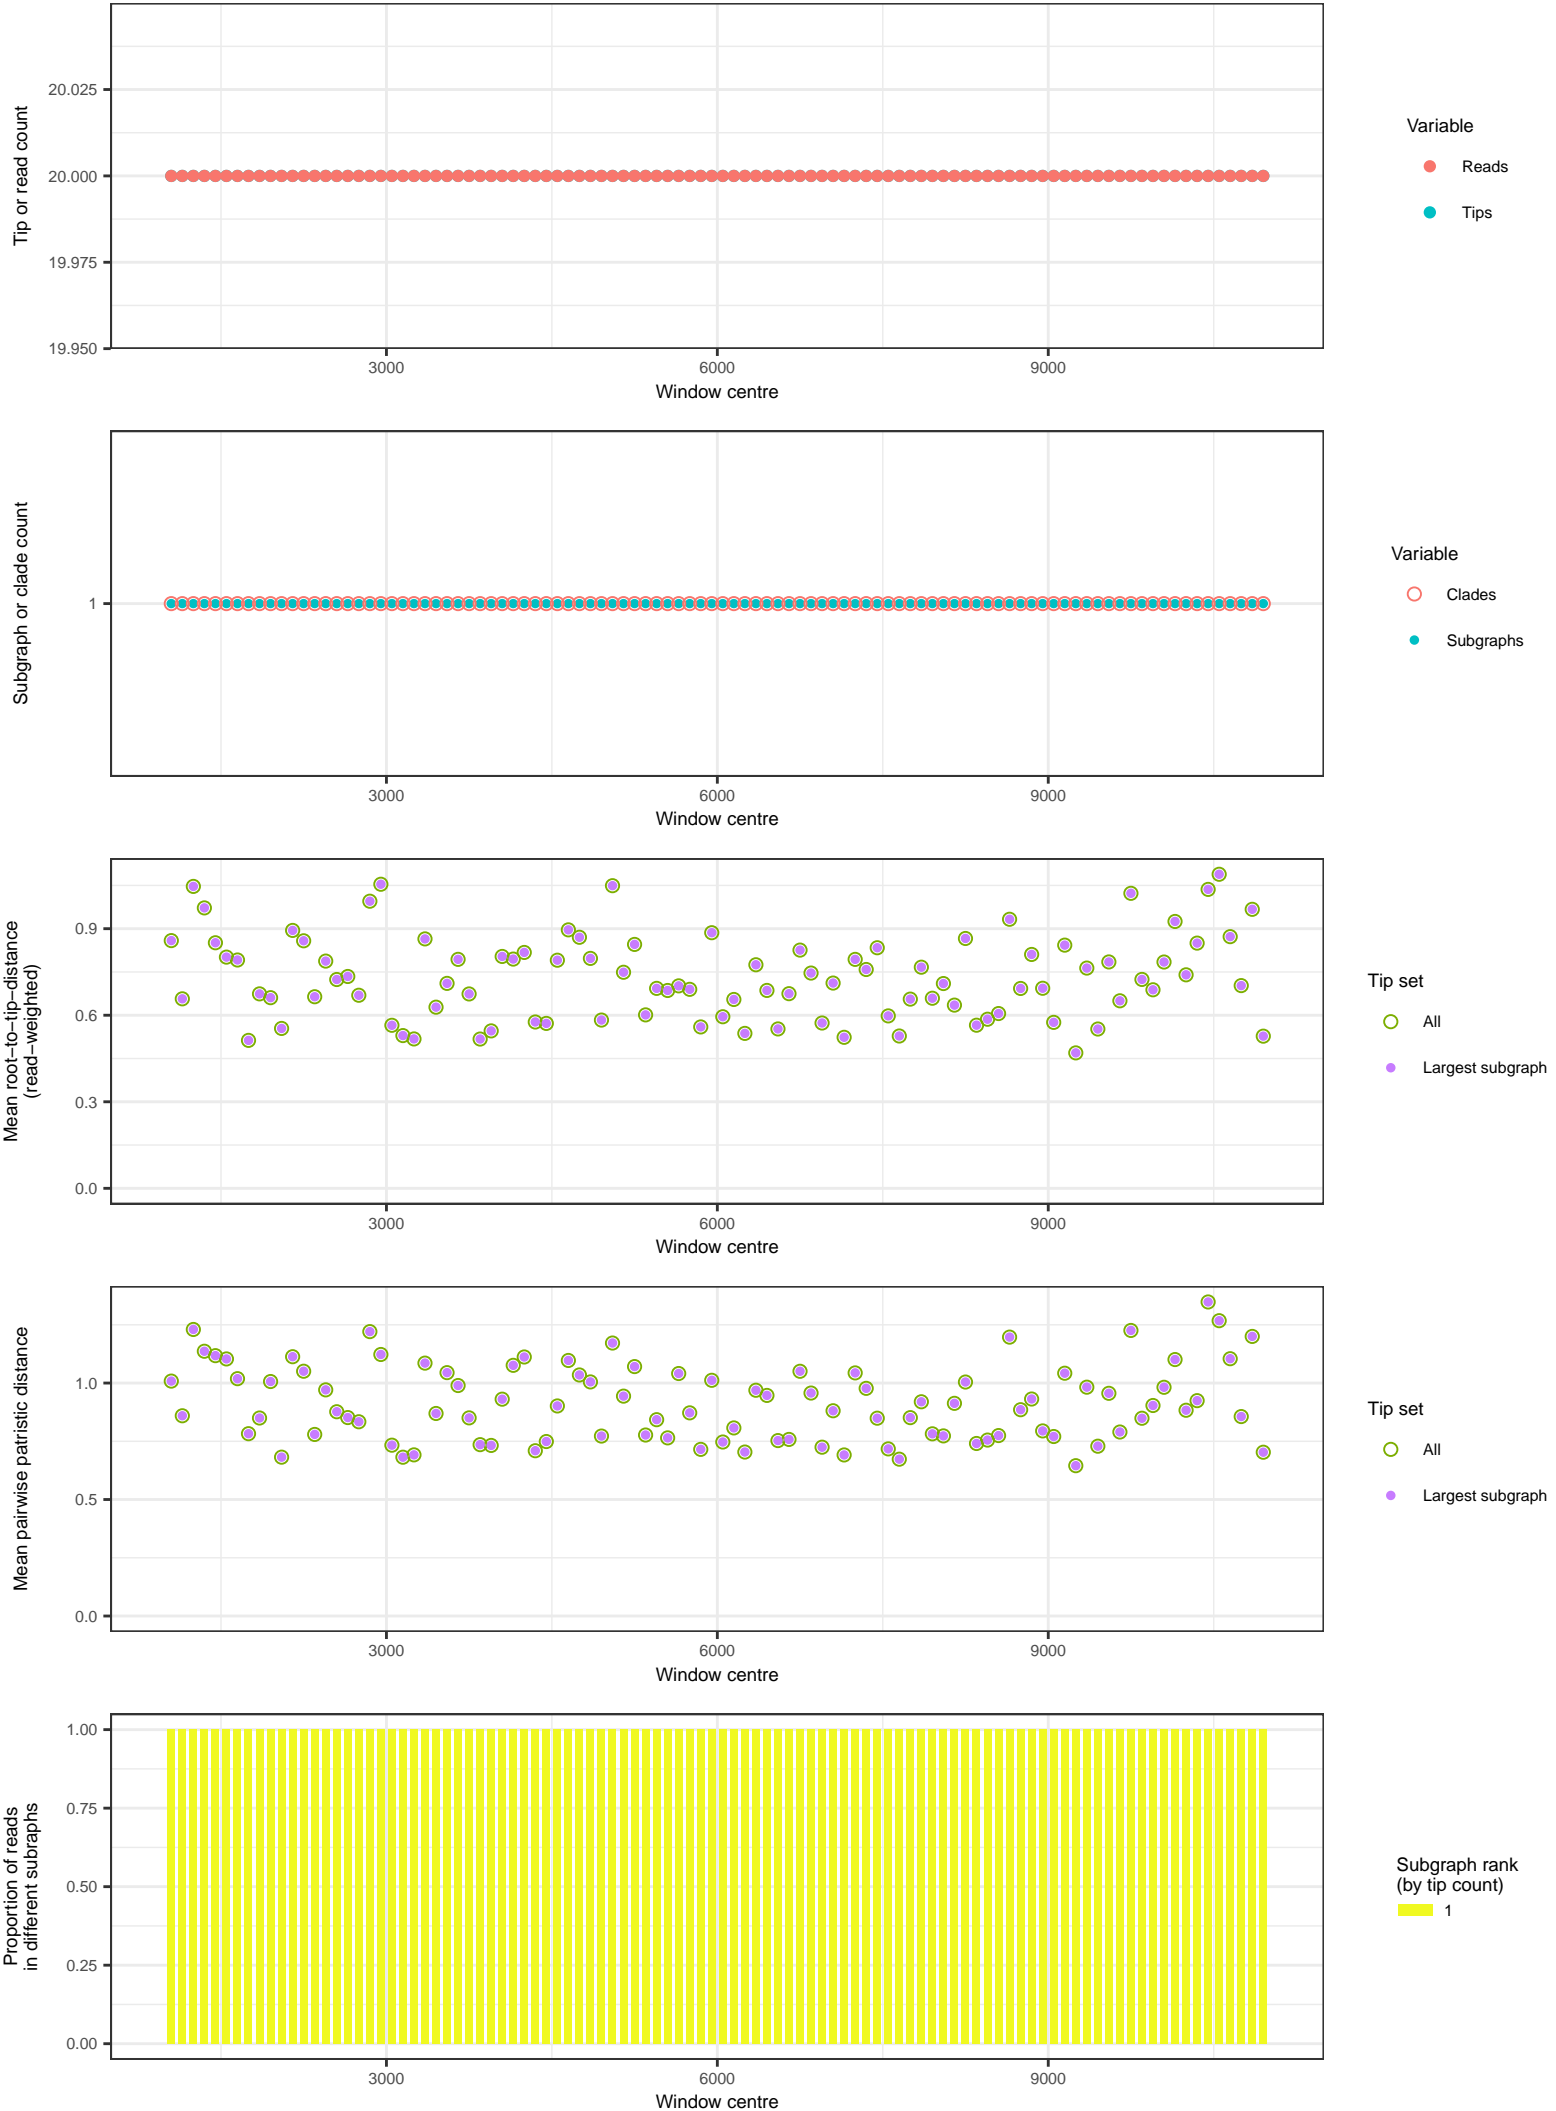 Tip or read count
20.025
20.000
19.975
19.950
3000
6000
9000
Window centre
Variable
Reads
Tips
Subgraph or clade count
1
3000
6000
9000
Window centre
Variable
Clades
Subgraphs
Mean root−to−tip−distance
(read−weighted)
0.9
0.6
0.3
0.0
3000
6000
9000
Window centre
Tip set
All
Largest subgraph
Mean pairwise patristic distance
1.0
0.5
0.0
3000
6000
9000
Window centre
Tip set
All
Largest subgraph
Proportion of reads
in different subraphs
1.00
0.75
0.50
0.25
0.00
3000
6000
9000
Window centre
Subgraph rank
(by tip count)
1